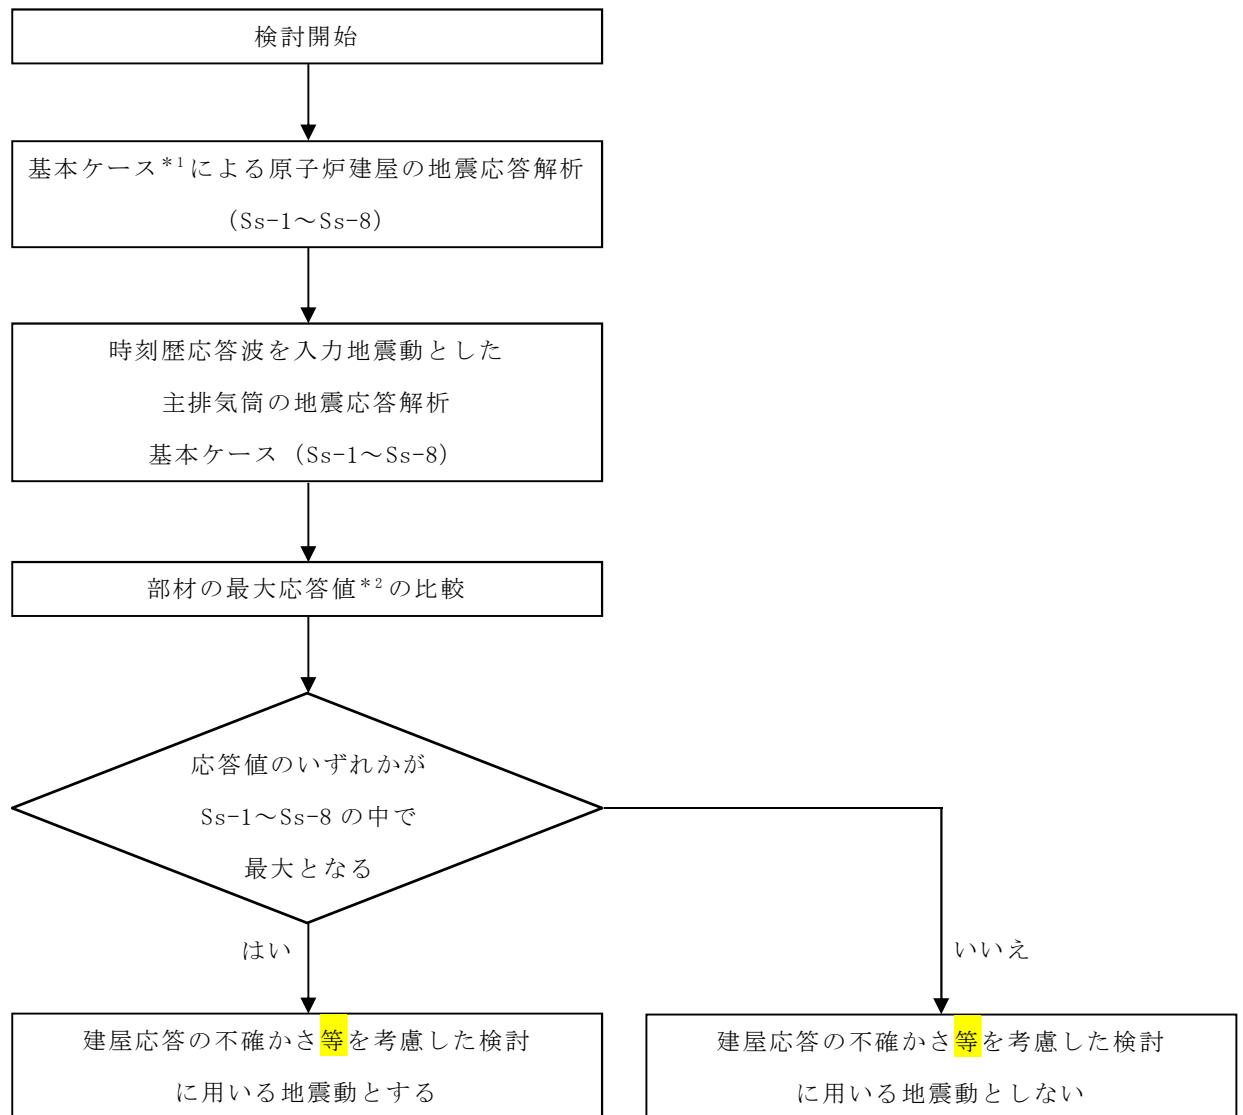 検討開始
基本ケース*1による原子炉建屋の地震応答解析
（Ss-1～Ss-8）
時刻歴応答波を入力地震動とした
主排気筒の地震応答解析
基本ケース（Ss-1～Ss-8）
部材の最大応答値*2の比較
応答値のいずれかが
Ss-1～Ss-8 の中で
最大となる
はい
いいえ
建屋応答の不確かさ等を考慮した検討
に用いる地震動とする
建屋応答の不確かさ等を考慮した検討
に用いる地震動としない